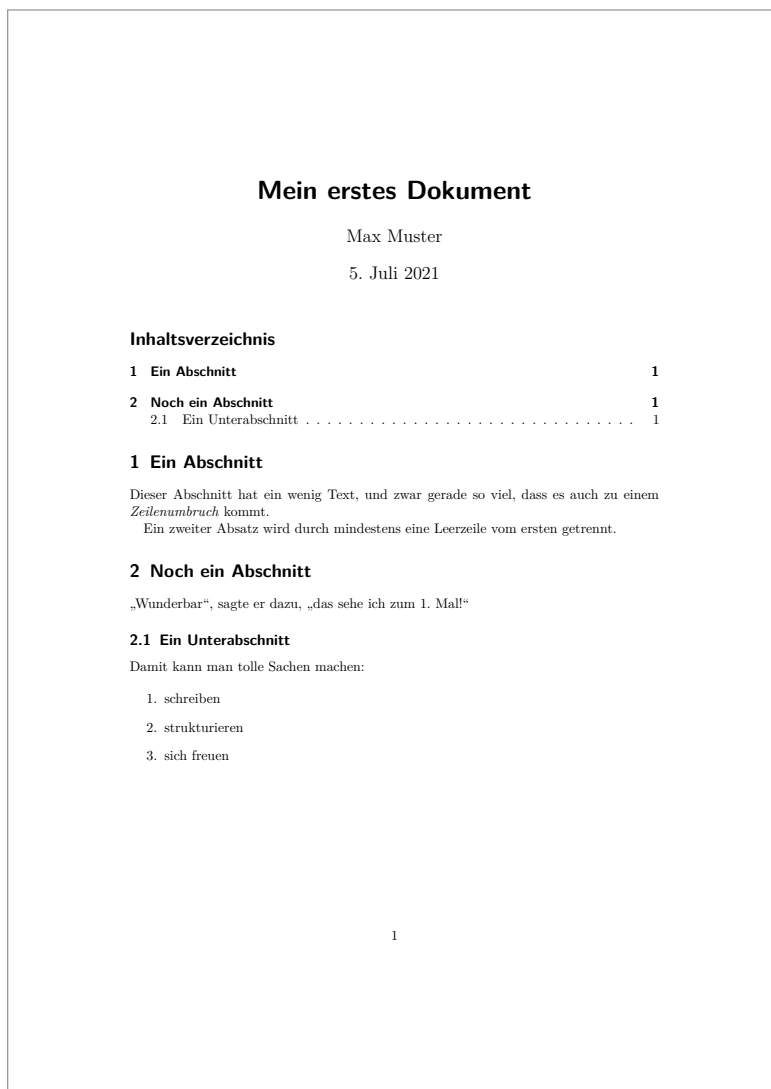 Mein erstes Dokument
Max Muster
5. Juli 2021
Inhaltsverzeichnis
1 Ein Abschnitt 1
2 Noch ein Abschnitt 1
2.1 Ein Unterabschnitt . . . . . . . . . . . . . . . . . . . . . . . . . . . . . . . 1
1 Ein Abschnitt
Dieser Abschnitt hat ein wenig Text, und zwar gerade so viel, dass es auch zu einem
Zeilenumbruch kommt.
Ein zweiter Absatz wird durch mindestens eine Leerzeile vom ersten getrennt.
2 Noch ein Abschnitt
„Wunderbar“, sagte er dazu, „das sehe ich zum 1. Mal!“
2.1 Ein Unterabschnitt
Damit kann man tolle Sachen machen:
1. schreiben
2. strukturieren
3. sich freuen
1